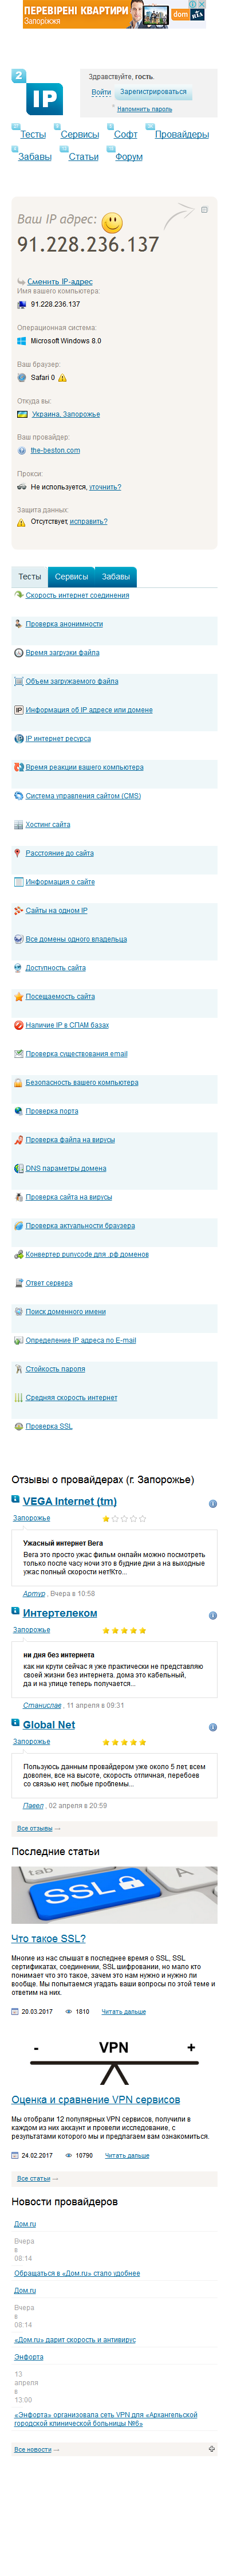 ПЕРЕВІРЕНІ КВАРТИРИ
Запоріжжя
dom
RIA
2
IP
Здравствуйте, гость.
Войти
Зарегистрироваться
Напомнить пароль
Тесты
Сервисы
Софт
Провайдеры
Забавы
Статьи
Форум
Ваш IP адрес:
91.228.236.137
Сменить IP-адрес
Имя вашего компьютера:
91.228.236.137
Операционная система:
Microsoft Windows 8.0
Ваш браузер:
Safari 0
Откуда вы:
Украина, Запорожье
Ваш провайдер:
the-beston.com
Прокси:
Не используется, уточнить?
Защита данных:
Отсутствует, исправить?
Тесты
Сервисы
Забавы
Скорость интернет соединения
Проверка анонимности
Время загрузки файла
Объем загружаемого файла
Информация об IP адресе или домене
IP интернет ресурса
Время реакции вашего компьютера
Система управления сайтом (CMS)
Хостинг сайта
Расстояние до сайта
Информация о сайте
Сайты на одном IP
Все домены одного владельца
Доступность сайта
Посещаемость сайта
Наличие IP в СПАМ базах
Проверка существования email
Безопасность вашего компьютера
Проверка порта
Проверка файла на вирусы
DNS параметры домена
Проверка сайта на вирусы
Проверка актуальности браузера
Конвертер punycode для .рф доменов
Ответ сервера
Поиск доменного имени
Определение IP адреса по E-mail
Стойкость пароля
Средняя скорость интернет
Проверка SSL
Отзывы о провайдерах (г. Запорожье)
VEGA Internet (tm)
Запорожье
Ужасный интернет Вега
Вега это просто ужас фильм онлайн можно посмотреть
только после часу ночи это в будние дни а на выходные
ужас полный скорости нет!Кто...
Артур , Вчера в 10:58
Интертелеком
Запорожье
ни дня без интернета
как ни крути сейчас я уже практически не представляю
своей жизни без интернета. дома это кабельный,
да и на улице теперь получается...
Станислав , 11 апреля в 09:31
Global Net
Запорожье
Пользуюсь данным провайдером уже около 5 лет, всем
доволен, все на высоте, скорость отличная, перебоев
со связью нет, любые проблемы...
Павел , 02 апреля в 20:59
Все отзывы →
Последние статьи
SSL
Что такое SSL?
Многие из нас слышат в последнее время о SSL, SSL
сертификатах, соединении, SSL шифровании, но мало кто
понимает что это такое, зачем это нам нужно и нужно ли
вообще. Мы попытаемся угадать ваши вопросы по этой теме и
ответим на них.
20.03.2017
1810
Читать дальше
- VPN +
Оценка и сравнение VPN сервисов
Мы отобрали 12 популярных VPN сервисов, получили в
каждом из них аккаунт и провели исследование, с
результатами которого мы и предлагаем вам ознакомиться.
24.02.2017
10790
Читать дальше
Все статьи →
Новости провайдеров
Дом.ru
Вчера
в
08:14
Обращаться в «Дом.ru» стало удобнее
Дом.ru
Вчера
в
08:14
«Дом.ru» дарит скорость и антивирус
Энфорта
13
апреля
в
13:00
«Энфорта» организовала сеть VPN для «Архангельской
городской клинической больницы №6»
Все новости →